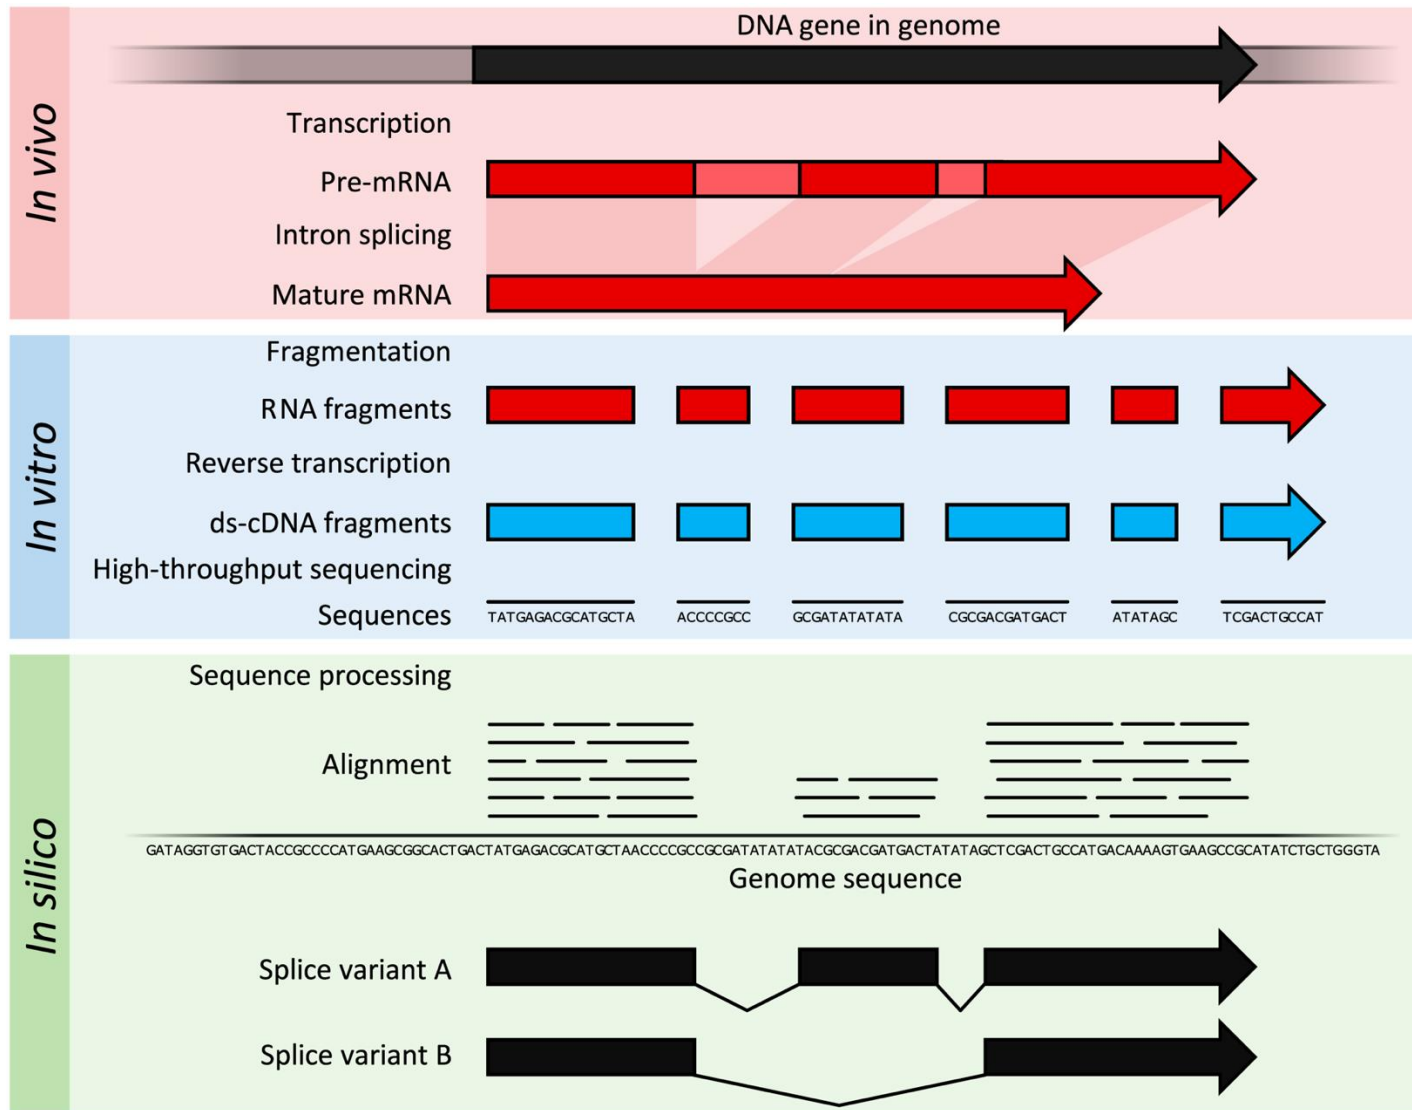 In vivo
DNA gene in genome
Transcription
Pre-mRNA
Intron splicing
Mature mRNA
In vitro
Fragmentation
RNA fragments
Reverse transcription
ds-cDNA fragments
High-throughput sequencing
Sequences TATGAGACGCATGCTA ACCCCGCC GCGATATATATA CGCGACGATGACT ATATAGC TCGACTGCCAT
In silico
Sequence processing
Alignment
GATAGGTGTGACTACCGCCCCATGAAGCGGCACTGACTATGAGACGCATGCTAACCCCGCCGCGATATATATACGCGACGATGACTATATAGCTCGACTGCCATGACAAAAGTGAAGCCGCATATCTGCTGGGTA
Genome sequence
Splice variant A
Splice variant B